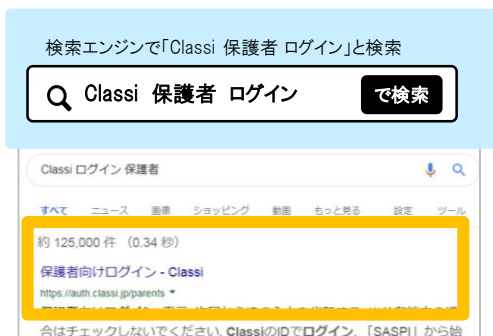 検索エンジンで「Classi 保護者 ログイン」と検索
Classi 保護者 ログイン
で検索
Classi ログイン 保護者
すべて ニュース 画像 ショッピング 動画 もっと見る 設定 ツール
約 125,000 件 (0.34 秒)
保護者向けログイン - Classi
https://auth.classi.jp/parents
合はチェックしないでください. ClassiのIDでログイン. 「SASPI」から始